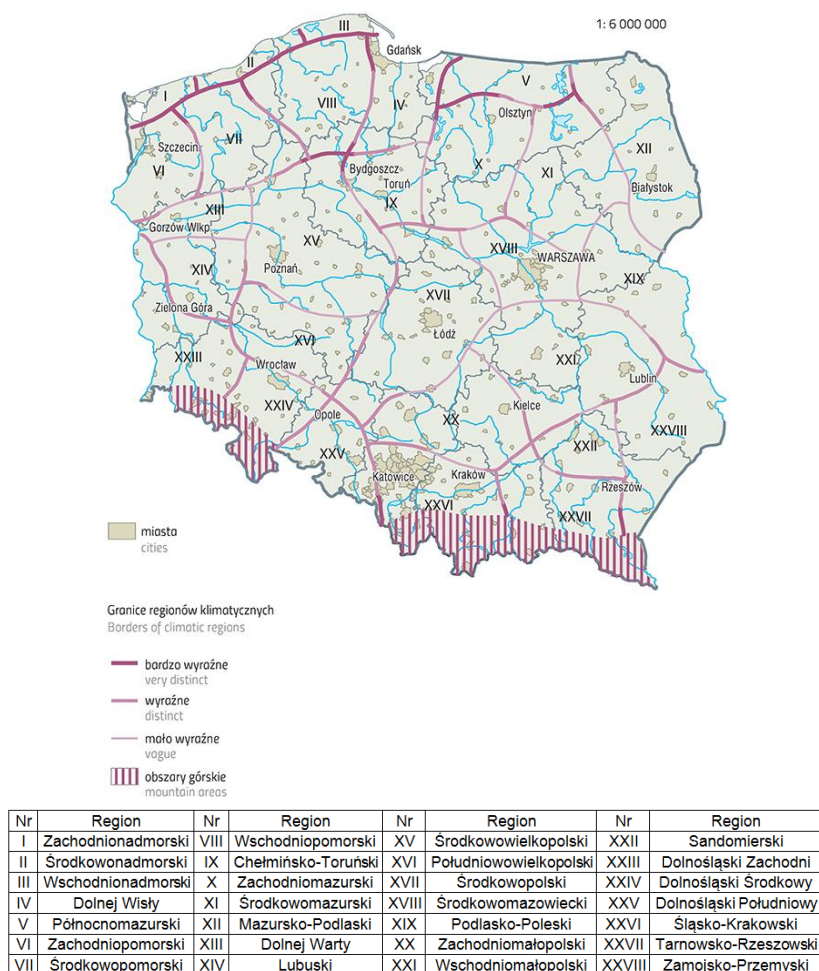 1: 6 000 000
III
Gdańsk
II
V
I
VIII
IV
Olsztyn
VII
Szczecin
XII
VI
Bydgoszcz
X
XI
Toruń
Białystok
XIII
IX
Gorzów Wlkp.
XV
XVIII
WARSZAWA
XIV
Poznań
XIX
XVII
Zielona Góra
Łódź
XVI
XXIII
XXI
Wrocław
Lublin
XXIV
Kielce
Opole
XX
XXVIII
XXII
XXV
Katowice
Kraków
Rzeszów
XXVI
XXVII
miasta
cities
Granice regionów klimatycznych
Borders of climatic regions
bardzo wyraźne
very distinct
wyraźne
distinct
mało wyraźne
vague
obszary górskie
mountain areas
Nr Region Nr Region Nr Region Nr Region
I Zachodnionadmorski VIII Wschodniopomorski XV Środkowowielkopolski XXII Sandomierski
II Środkowonadmorski IX Chełmińsko-Toruński XVI Południowowielkopolski XXIII Dolnośląski Zachodni
III Wschodnionadmorski X Zachodniomazurski XVII Środkowopolski XXIV Dolnośląski Środkowy
IV Dolnej Wisły XI Środkowomazurski XVIII Środkowomazowiecki XXV Dolnośląski Południowy
V Północnomazurski XII Mazursko-Podlaski XIX Podlasko-Poleski XXVI Śląsko-Krakowski
VI Zachodniopomorski XIII Dolnej Warty XX Zachodniomałopolski XXVII Tarnowsko-Rzeszowski
VII Środkowopomorski XIV Lubuski XXI Wschodniomałopolski XXVIII Zamojsko-Przemyski